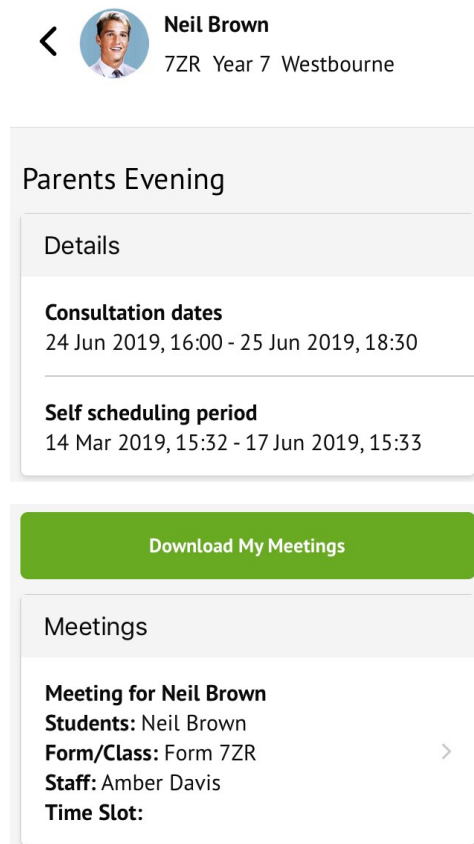 Neil Brown
7ZR Year 7 Westbourne
Parents Evening
Details
Consultation dates
24 Jun 2019, 16:00 - 25 Jun 2019, 18:30
Self scheduling period
14 Mar 2019, 15:32 - 17 Jun 2019, 15:33
Download My Meetings
Meetings
Meeting for Neil Brown
Students: Neil Brown
Form/Class: Form 7ZR
Staff: Amber Davis
Time Slot: